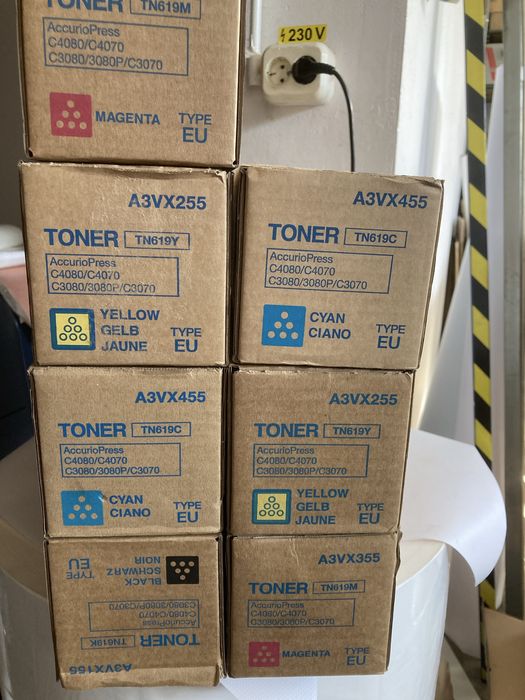 TONER TN619M
AccurioPress
C4080/C4070
C3080/3080P/C3070
MAGENTA
TYPE
EU
230 V
A3VX255
TONER TN619Y
AccurioPress
C4080/C4070
C3080/3080P/C3070
YELLOW
GELB
JAUNE
TYPE
EU
A3VX455
TONER TN619C
AccurioPress
C4080/C4070
C3080/3080P/C3070
CYAN
CIANO
TYPE
EU
A3VX455
TONER TN619C
AccurioPress
C4080/C4070
C3080/3080P/C3070
CYAN
CIANO
TYPE
EU
A3VX255
TONER TN619Y
AccurioPress
C4080/C4070
C3080/3080P/C3070
YELLOW
GELB
JAUNE
TYPE
EU
A3VX155
TONER TN619K
AccurioPress
C4080/C4070
C3080/3080P/C3070
BLACK
SCHWARZ
NOIR
TYPE
EU
A3VX355
TONER TN619M
AccurioPress
C4080/C4070
C3080/3080P/C3070
MAGENTA
TYPE
EU